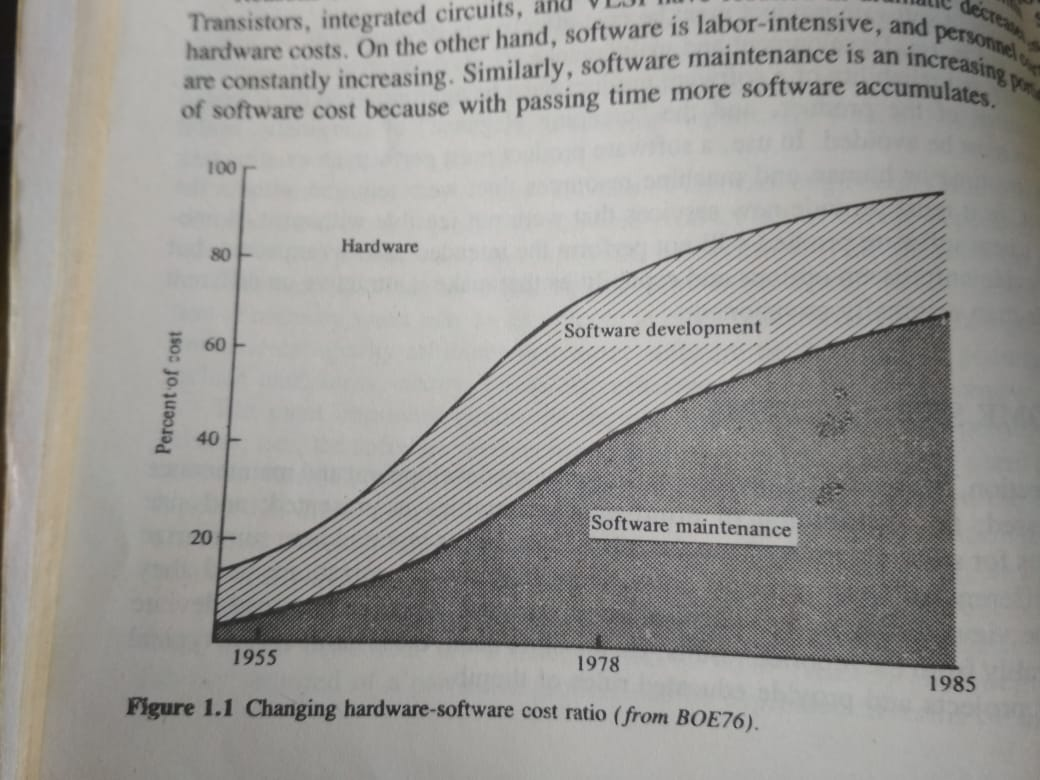 Transistors, integrated circuits, and VLSI have
hardware costs. On the other hand, software is labor-intensive, and personnel
are constantly increasing. Similarly, software maintenance is an increasing
of software cost because with passing time more software accumulates.
100
Hardware
80
Software development
60
Percent of cost
40
Software maintenance
20
1955
1978
1985
Figure 1.1 Changing hardware-software cost ratio (from BOE76).